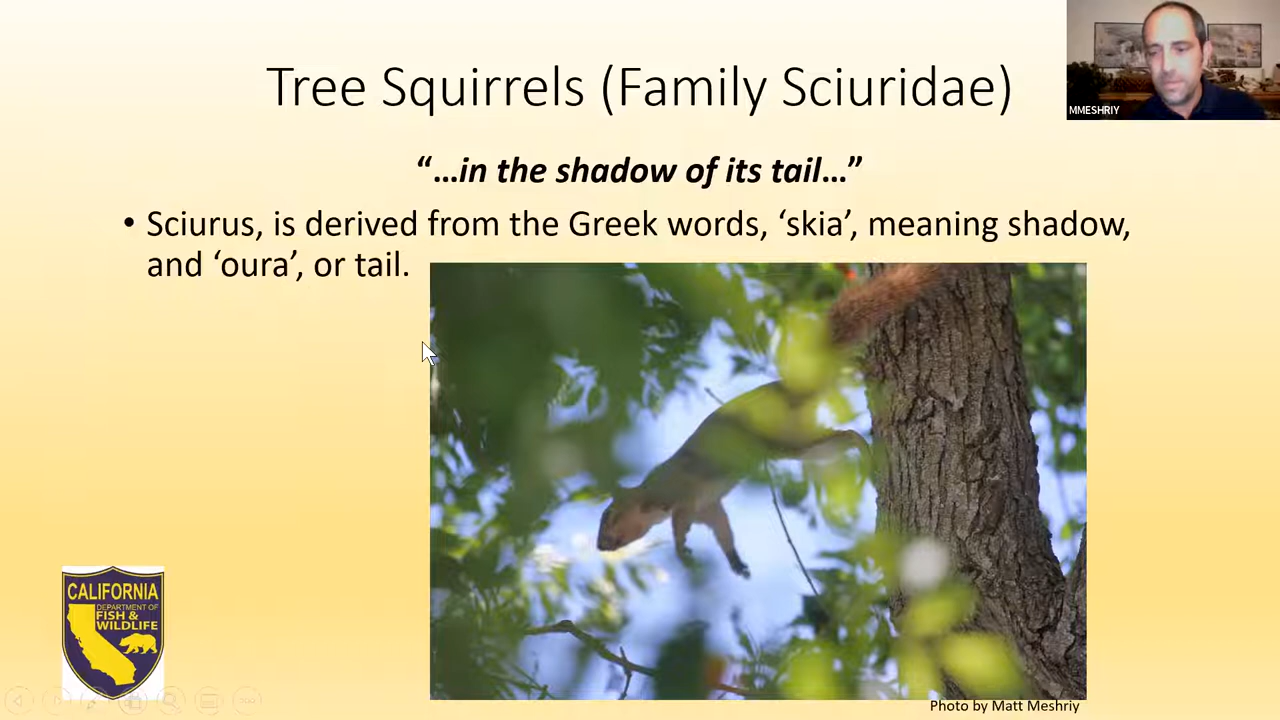 Tree Squirrels (Family Sciuridae)
MMESHRIY
“…in the shadow of its tail…”
• Sciurus, is derived from the Greek words, ‘skia’, meaning shadow,
and ‘oura’, or tail.
CALIFORNIA
DEPARTMENT OF
FISH &
WILDLIFE
Photo by Matt Meshriy